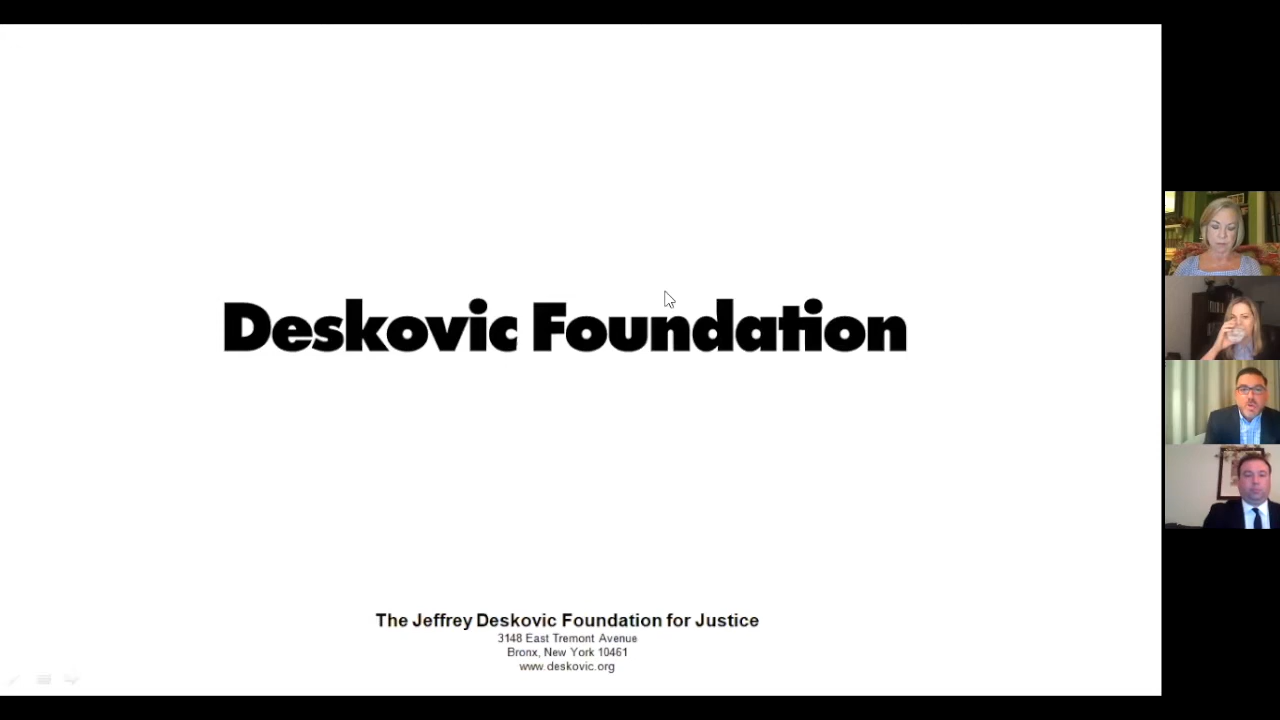 Deskovic Foundation
The Jeffrey Deskovic Foundation for Justice
3148 East Tremont Avenue
Bronx, New York 10461
www.deskovic.org